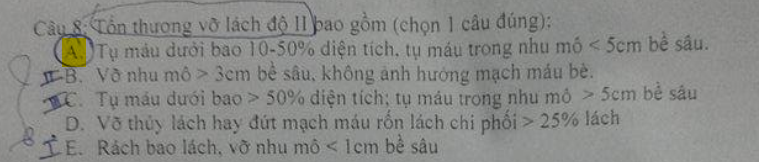 Câu 8: Tổn thương vỡ lách độ II bao gồm (chọn 1 câu đúng):
A. Tụ máu dưới bao 10-50% diện tích, tụ máu trong nhu mô < 5cm bề sâu.
II B. Vỡ nhu mô > 3cm bề sâu, không ảnh hưởng mạch máu bè.
III C. Tụ máu dưới bao > 50% diện tích; tụ máu trong nhu mô > 5cm bề sâu
D. Vỡ thùy lách hay đứt mạch máu rốn lách chi phối > 25% lách
I E. Rách bao lách, vỡ nhu mô < 1cm bề sâu